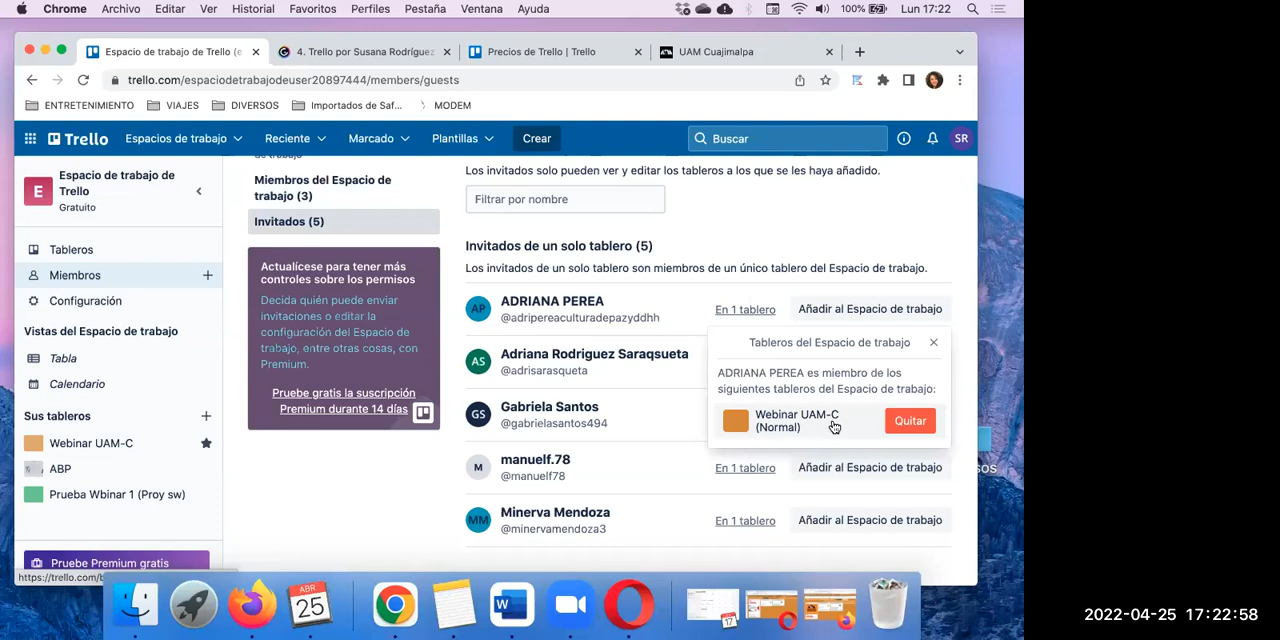 Chrome Archivo Editar Ver Historial Favoritos Perfiles Pestaña Ventana Ayuda 100% Lun 17:22
Espacio de trabajo de Trello (e 4. Trello por Susana Rodríguez Precios de Trello | Trello UAM Cuajimalpa
trello.com/espaciodetrabajodeuser20897444/members/guests
ENTRETENIMIENTO VIAJES DIVERSOS Importados de Saf... MODEM
Trello Espacios de trabajo Reciente Marcado Plantillas Crear Buscar SR
E
Espacio de trabajo de
Trello
Gratuito
Tableros
Miembros
Configuración
Vistas del Espacio de trabajo
Tabla
Calendario
Sus tableros
Webinar UAM-C
ABP
Prueba Wbinar 1 (Proy sw)
Pruebe Premium gratis
https://trello.com/b
de trabajo
Miembros del Espacio de
trabajo (3)
Invitados (5)
Actualícese para tener más
controles sobre los permisos
Decida quién puede enviar
invitaciones o editar la
configuración del Espacio de
trabajo, entre otras cosas, con
Premium.
Pruebe gratis la suscripción
Premium durante 14 días
Los invitados solo pueden ver y editar los tableros a los que se les haya añadido.
Filtrar por nombre
Invitados de un solo tablero (5)
Los invitados de un solo tablero son miembros de un único tablero del Espacio de trabajo.
AP ADRIANA PEREA
@adripereaculturadepazyddhh
En 1 tablero Añadir al Espacio de trabajo
AS Adriana Rodriguez Saraqsueta
@adrisarasqueta
GS Gabriela Santos
@gabrielasantos494
M manuelf.78
@manuelf78
En 1 tablero Añadir al Espacio de trabajo
MM Minerva Mendoza
@minervamendoza3
En 1 tablero Añadir al Espacio de trabajo
Tableros del Espacio de trabajo
ADRIANA PEREA es miembro de los
siguientes tableros del Espacio de trabajo:
Webinar UAM-C
(Normal)
Quitar
ABR
25
W
17
2022-04-25 17:22:58